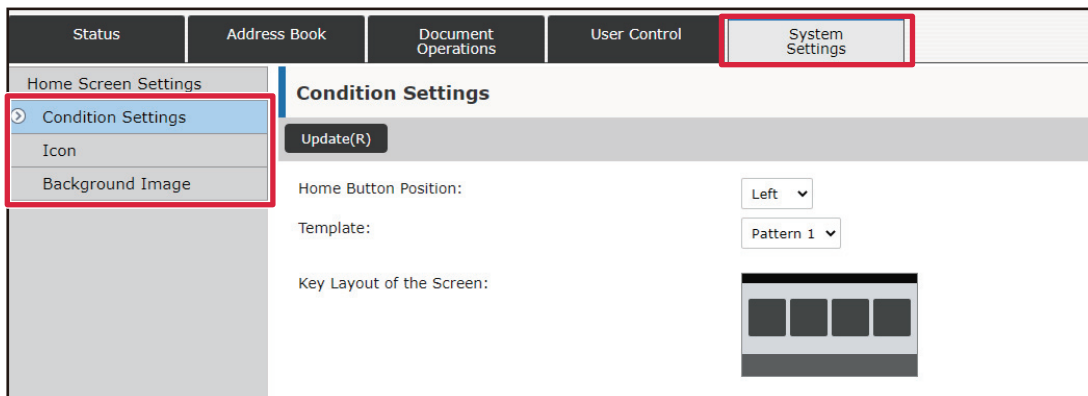 Status
Address Book
Document
Operations
User Control
System
Settings
Home Screen Settings
Condition Settings
Icon
Background Image
Condition Settings
Update(R)
Home Button Position:
Left
Template:
Pattern 1
Key Layout of the Screen: